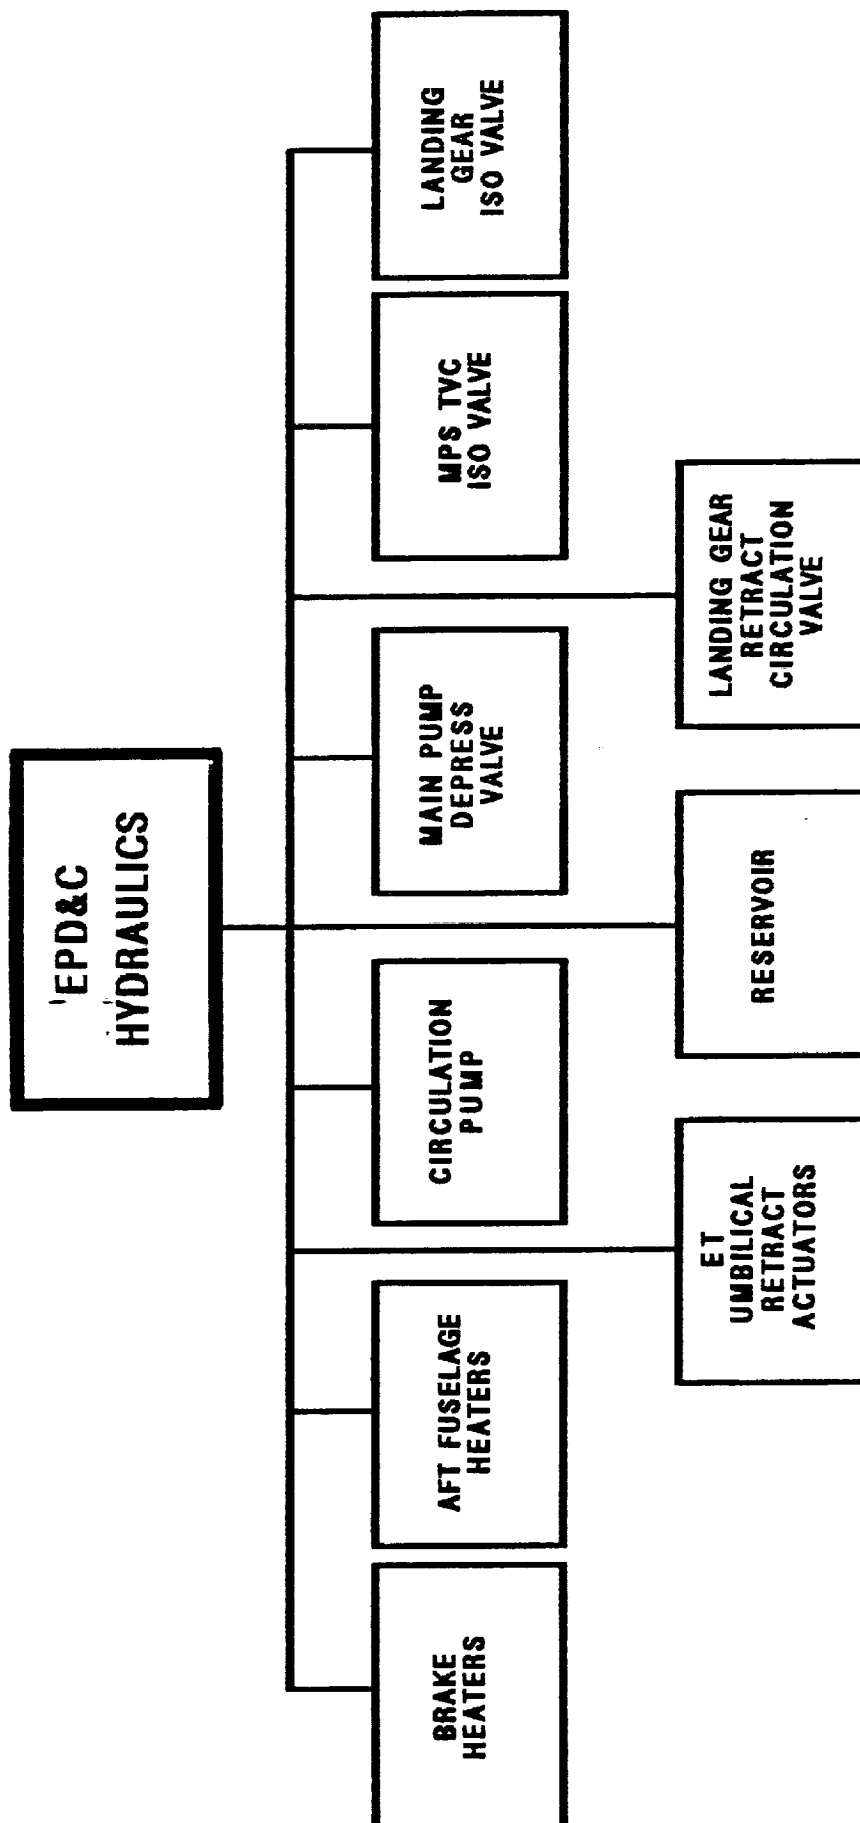 EPD&C
HYDRAULICS
BRAKE
HEATERS
AFT FUSELAGE
HEATERS
CIRCULATION
PUMP
MAIN PUMP
DEPRESS
VALVE
MPS TVC
ISO VALVE
LANDING
GEAR
ISO VALVE
ET
UMBILICAL
RETRACT
ACTUATORS
RESERVOIR
LANDING GEAR
RETRACT
CIRCULATION
VALVE